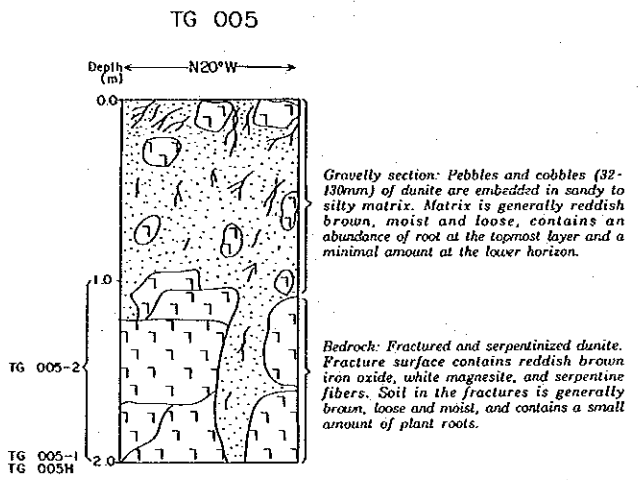 TG 005
Depth
(m)
N20°W
0.0
Gravelly section: Pebbles and cobbles (32-
130mm) of dunite are embedded in sandy to
silty matrix. Matrix is generally reddish
brown, moist and loose, contains an
abundance of root at the topmost layer and a
minimal amount at the lower horizon.
1.0
Bedrock: Fractured and serpentinized dunite.
Fracture surface contains reddish brown
iron oxide, white magnesite, and serpentine
fibers. Soil in the fractures is generally
brown, loose and moist, and contains a small
amount of plant roots.
TG 005-2
TG 005-1
TG 005H
2.0